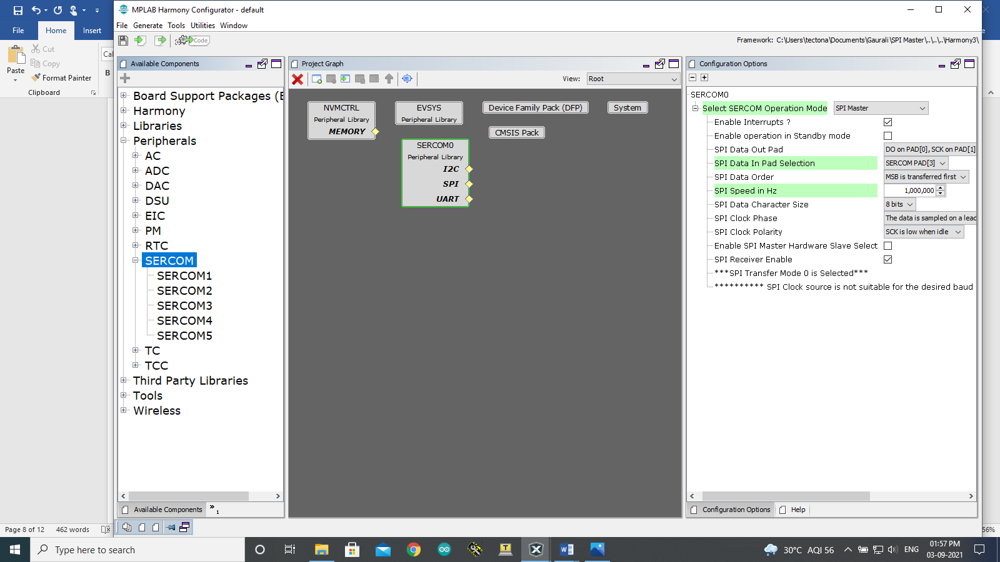 MPLAB Harmony Configurator - default
File Home Insert
File Generate Tools Utilities Window
Cut
Copy
Paste
Format Painter
Clipboard
Cal
B
Code
Framework: C:\Users\tectona\Documents\Gaurali\SPI Master\..\..\..\Harmony3\
Available Components
Board Support Packages (B
Harmony
Libraries
Peripherals
AC
ADC
DAC
DSU
EIC
PM
RTC
SERCOM
SERCOM1
SERCOM2
SERCOM3
SERCOM4
SERCOM5
TC
TCC
Third Party Libraries
Tools
Wireless
Available Components
1
Project Graph
View: Root
NVMCTRL
Peripheral Library
MEMORY
EVSYS
Peripheral Library
Device Family Pack (DFP)
System
CMSIS Pack
SERCOM0
Peripheral Library
I2C
SPI
UART
Configuration Options
SERCOM0
Select SERCOM Operation Mode SPI Master
Enable Interrupts ?
Enable operation in Standby mode
SPI Data Out Pad DO on PAD[0], SCK on PAD[1]
SPI Data In Pad Selection SERCOM PAD[3]
SPI Data Order MSB is transferred first
SPI Speed in Hz 1,000,000
SPI Data Character Size 8 bits
SPI Clock Phase The data is sampled on a lead
SPI Clock Polarity SCK is low when idle
Enable SPI Master Hardware Slave Select
SPI Receiver Enable
***SPI Transfer Mode 0 is Selected***
********** SPI Clock source is not suitable for the desired baud
Configuration Options Help
Page 8 of 12 462 words
56%
Type here to search
30°C AQI 56
ENG
01:57 PM
03-09-2021